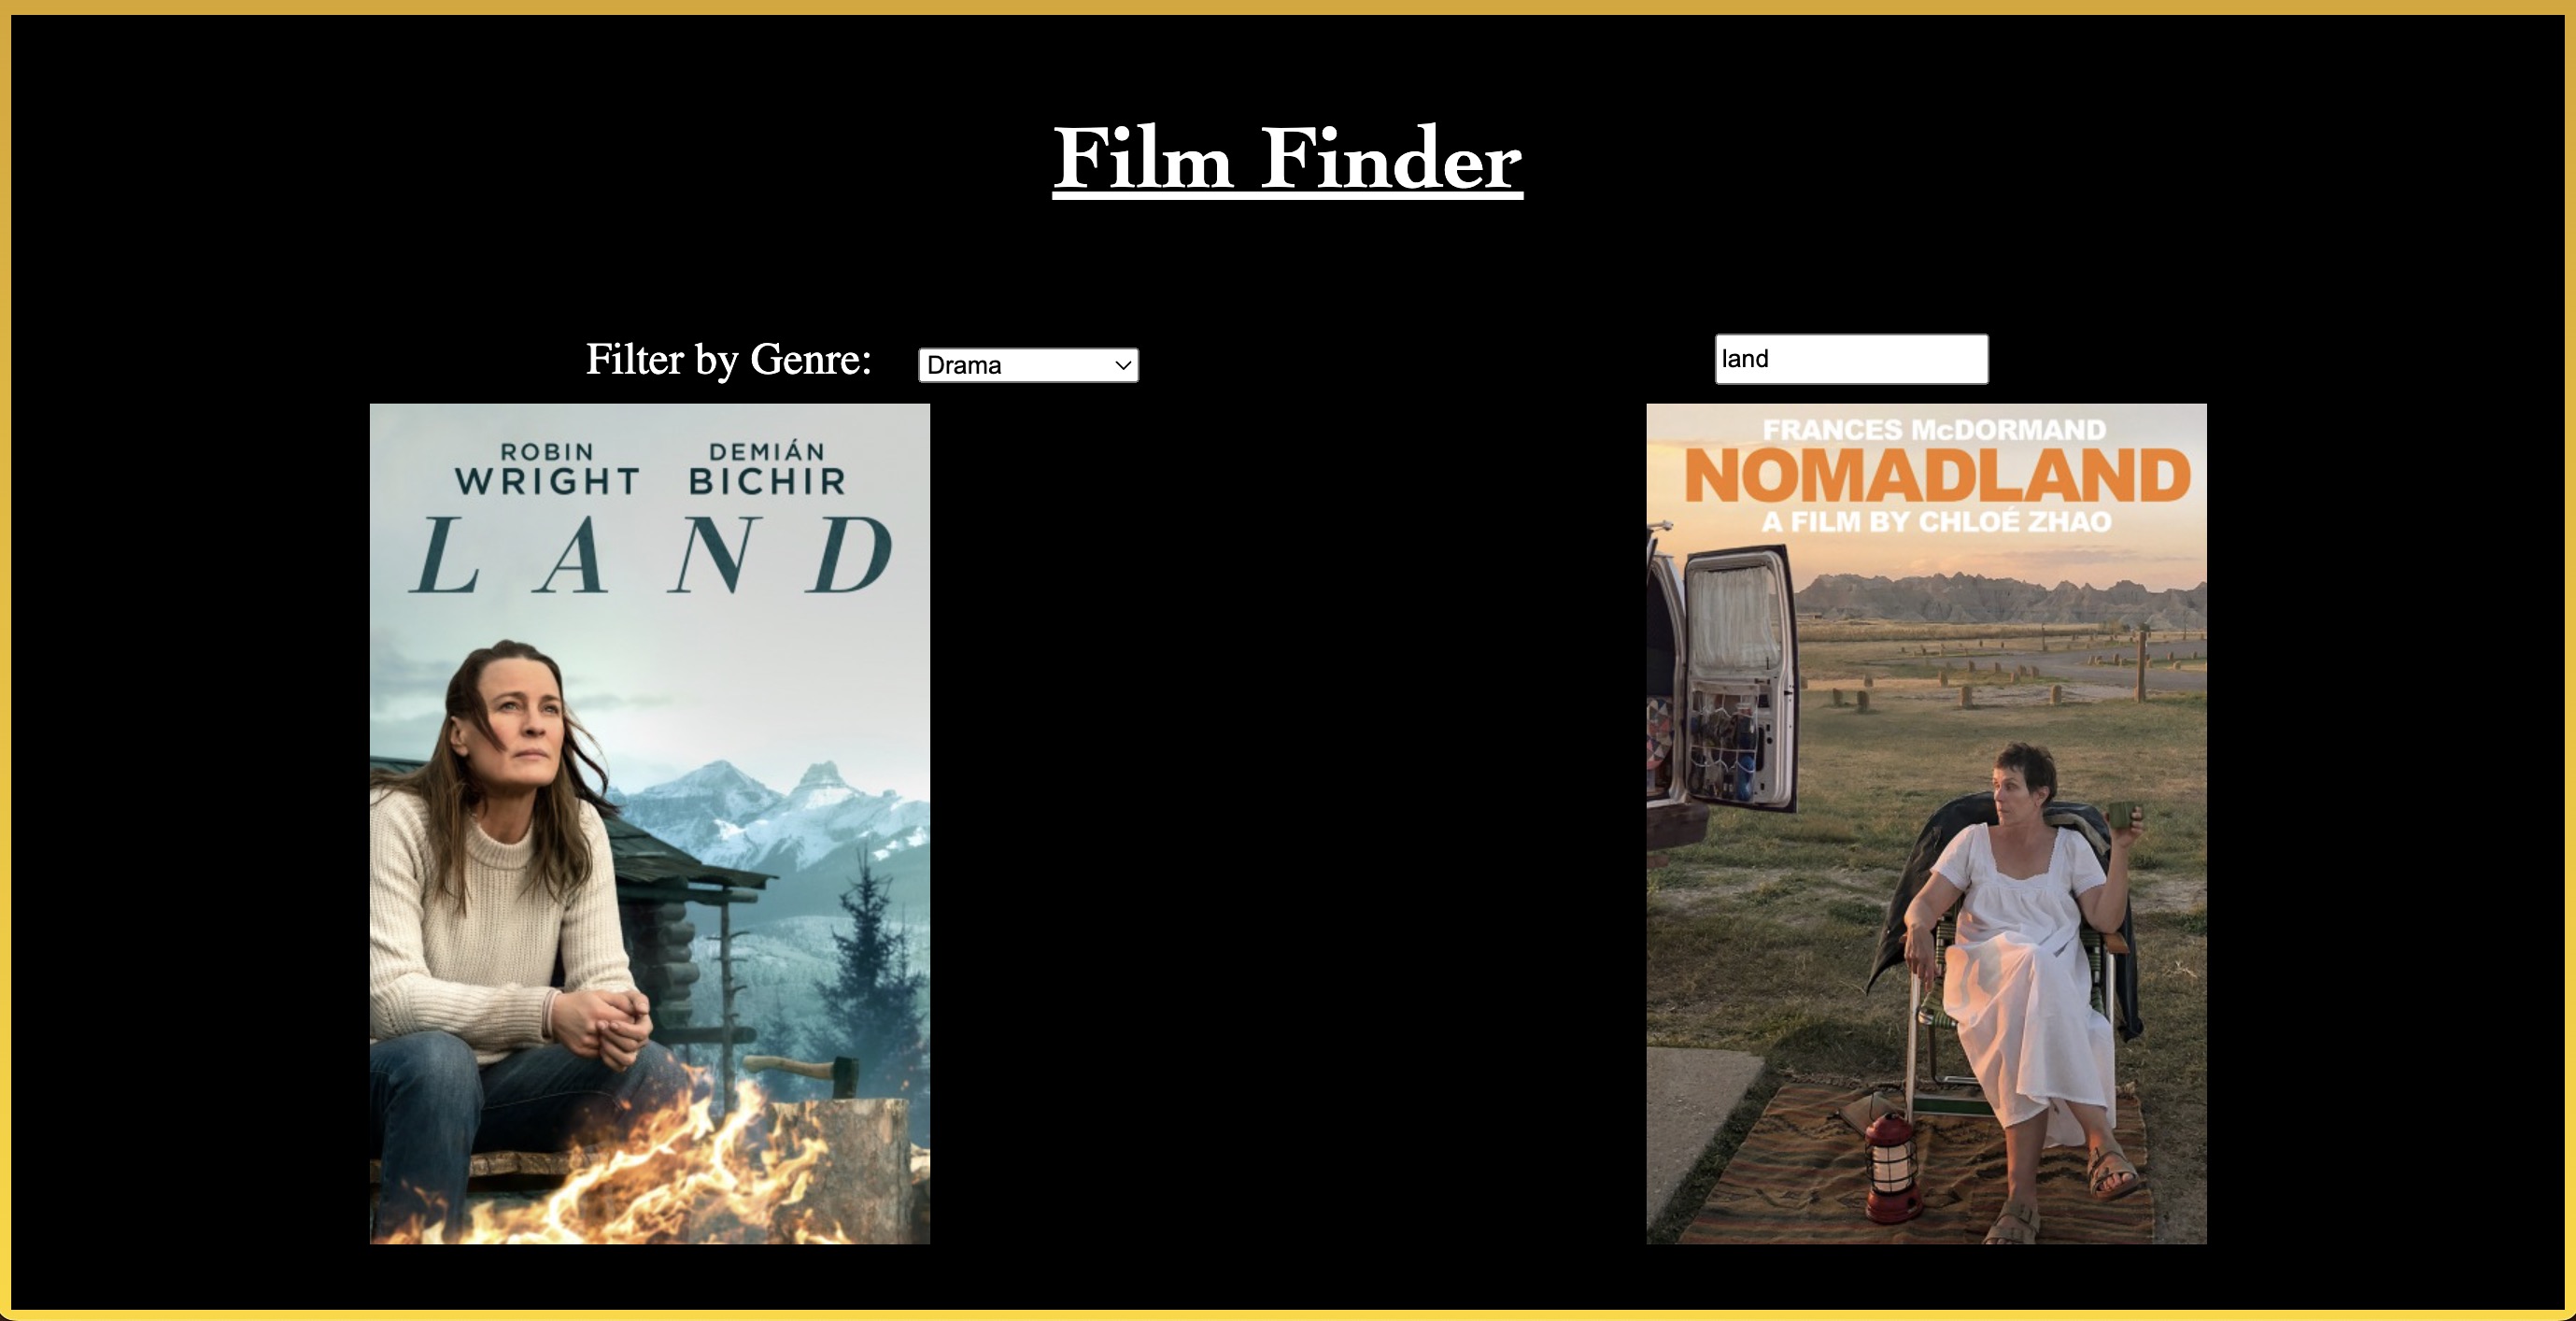 Film Finder
Filter by Genre:
Drama
land
ROBIN
WRIGHT
DEMIÁN
BICHIR
LAND
FRANCES McDORMAND
NOMADLAND
A FILM BY CHLOÉ ZHAO